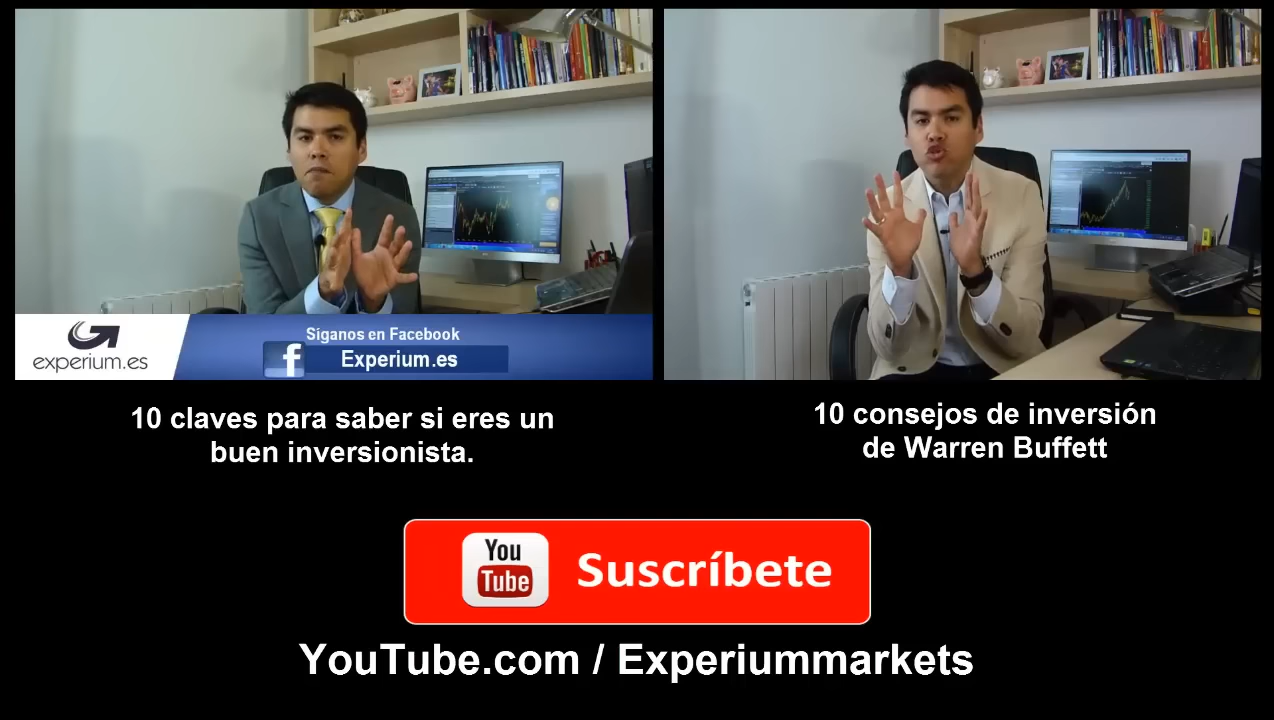 Síganos en Facebook
experium.es
f
Experium.es
10 claves para saber si eres un
buen inversionista.
10 consejos de inversión
de Warren Buffett
You
Tube
Suscríbete
YouTube.com / Experiummarkets